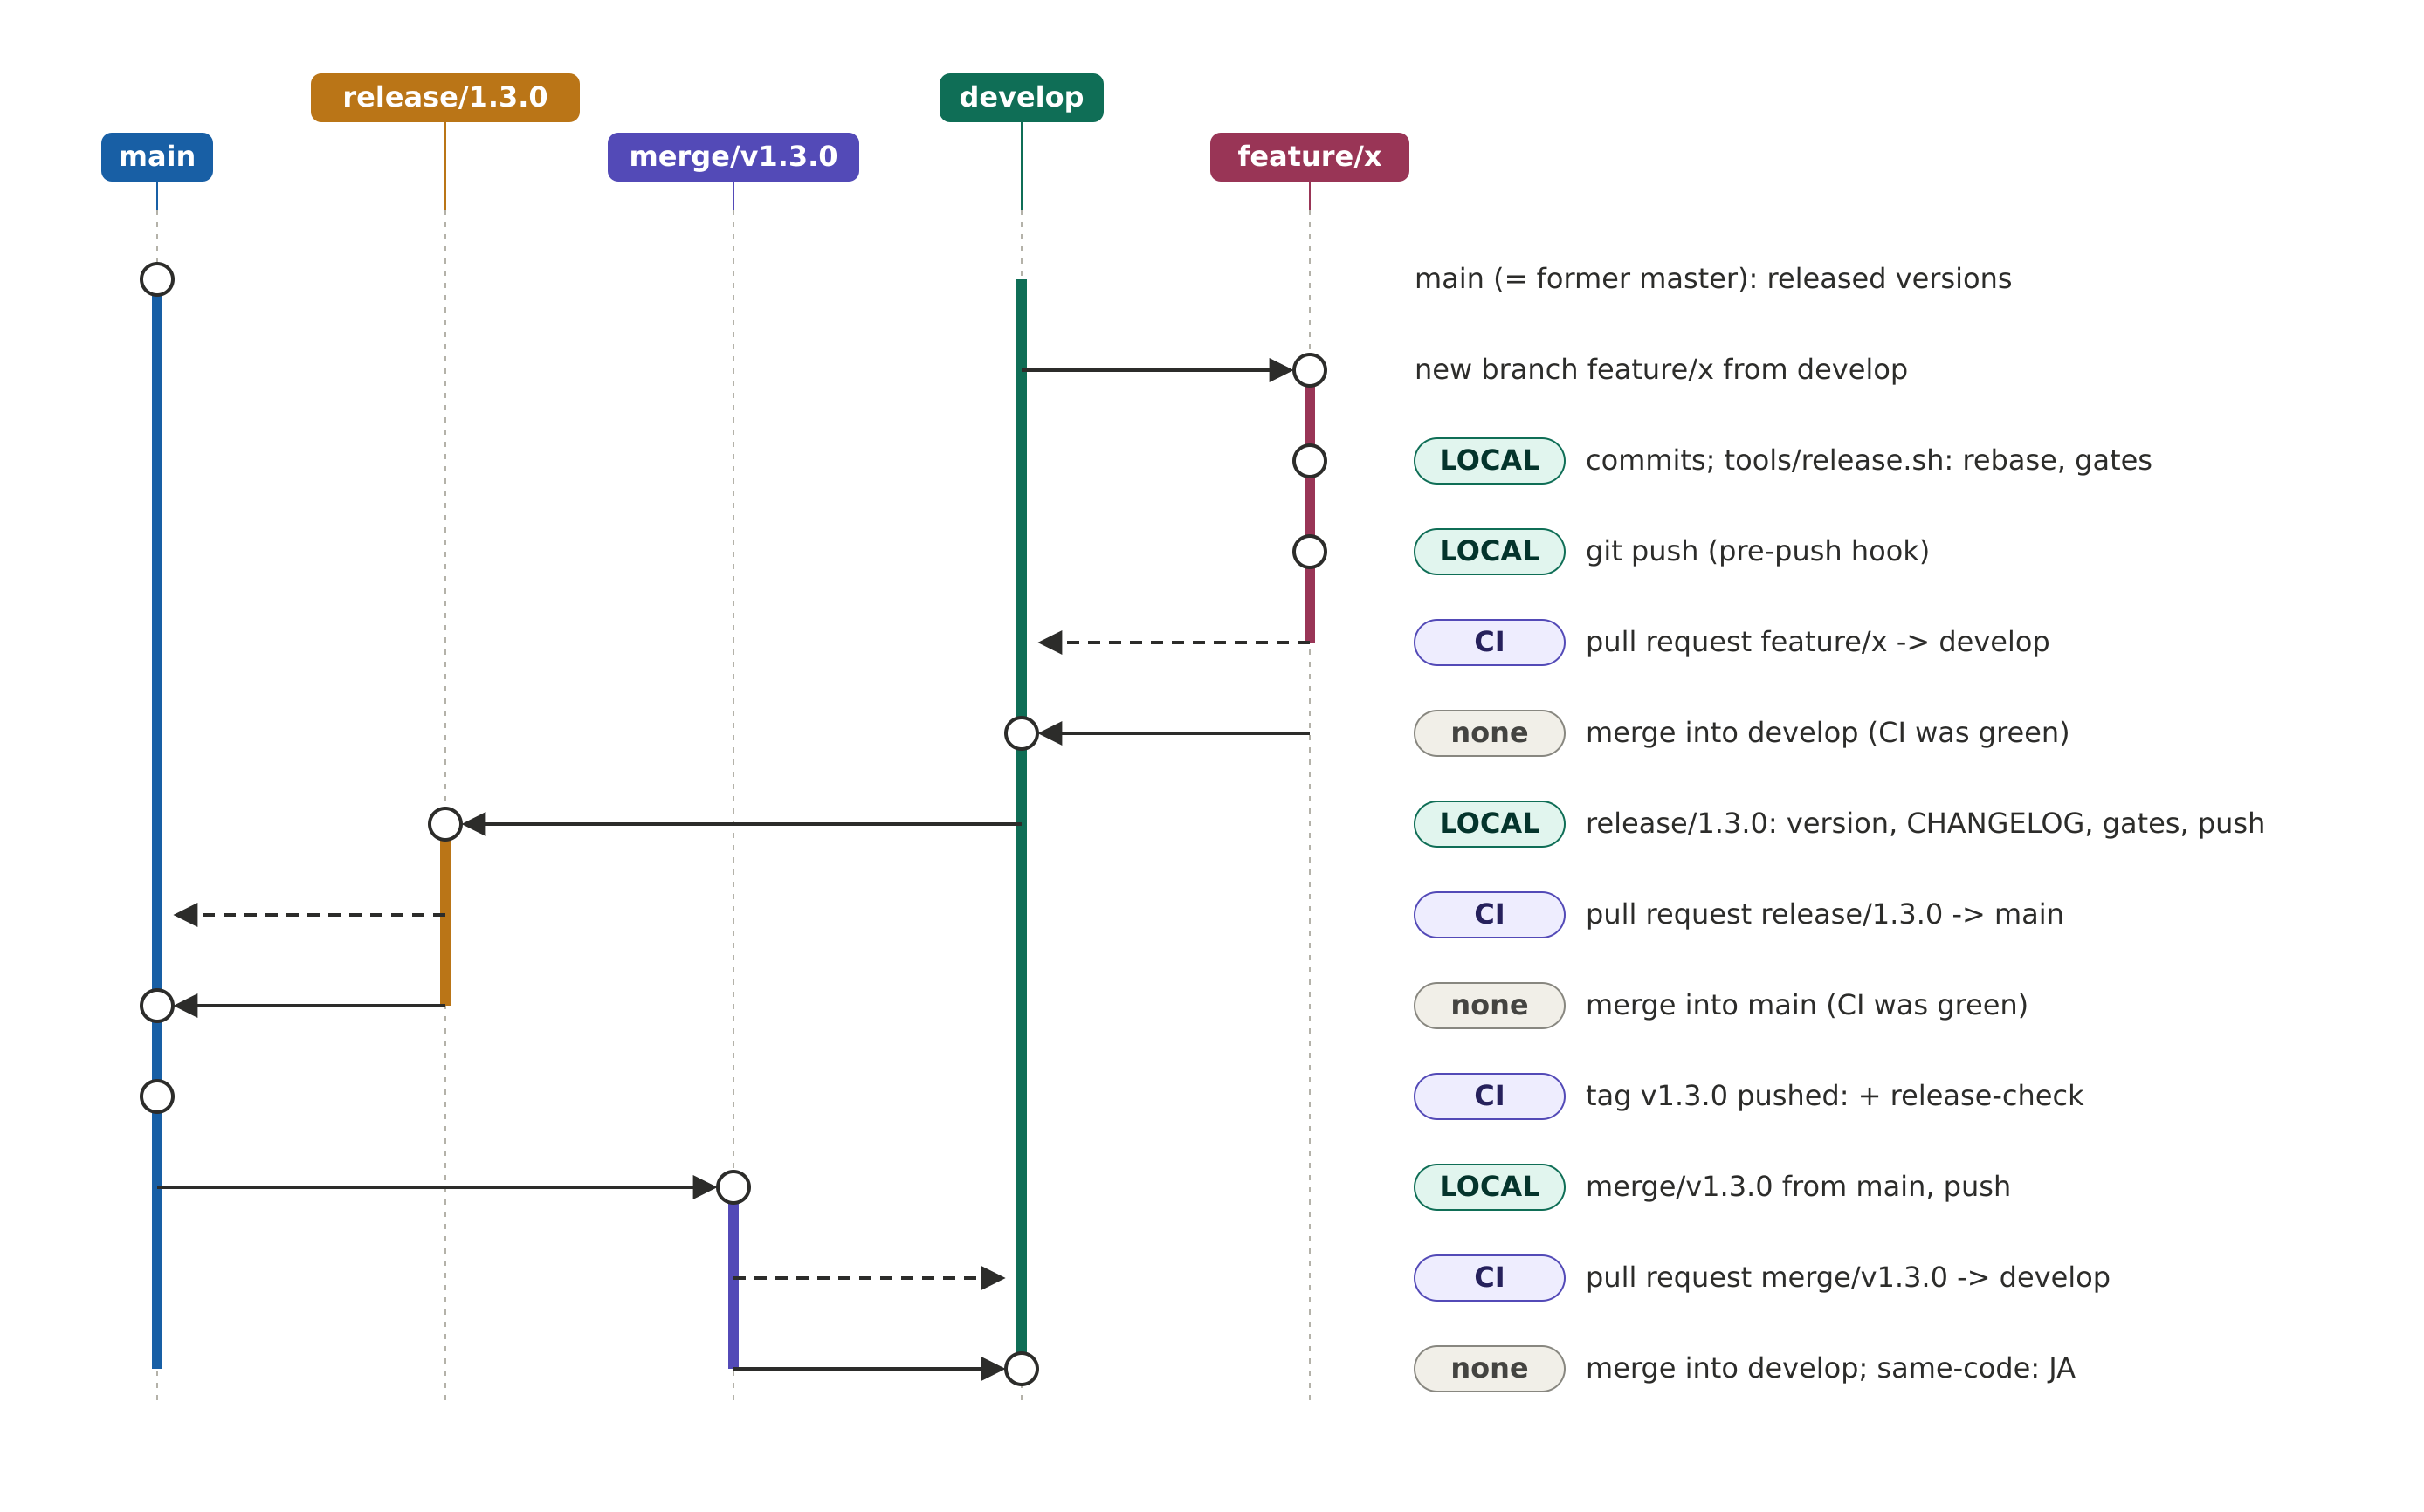 release/1.3.0
develop
main
merge/v1.3.0
feature/x
main (= former master): released versions
new branch feature/x from develop
LOCAL commits; tools/release.sh: rebase, gates
LOCAL git push (pre-push hook)
CI pull request feature/x -> develop
none merge into develop (CI was green)
LOCAL release/1.3.0: version, CHANGELOG, gates, push
CI pull request release/1.3.0 -> main
none merge into main (CI was green)
CI tag v1.3.0 pushed: + release-check
LOCAL merge/v1.3.0 from main, push
CI pull request merge/v1.3.0 -> develop
none merge into develop; same-code: JA